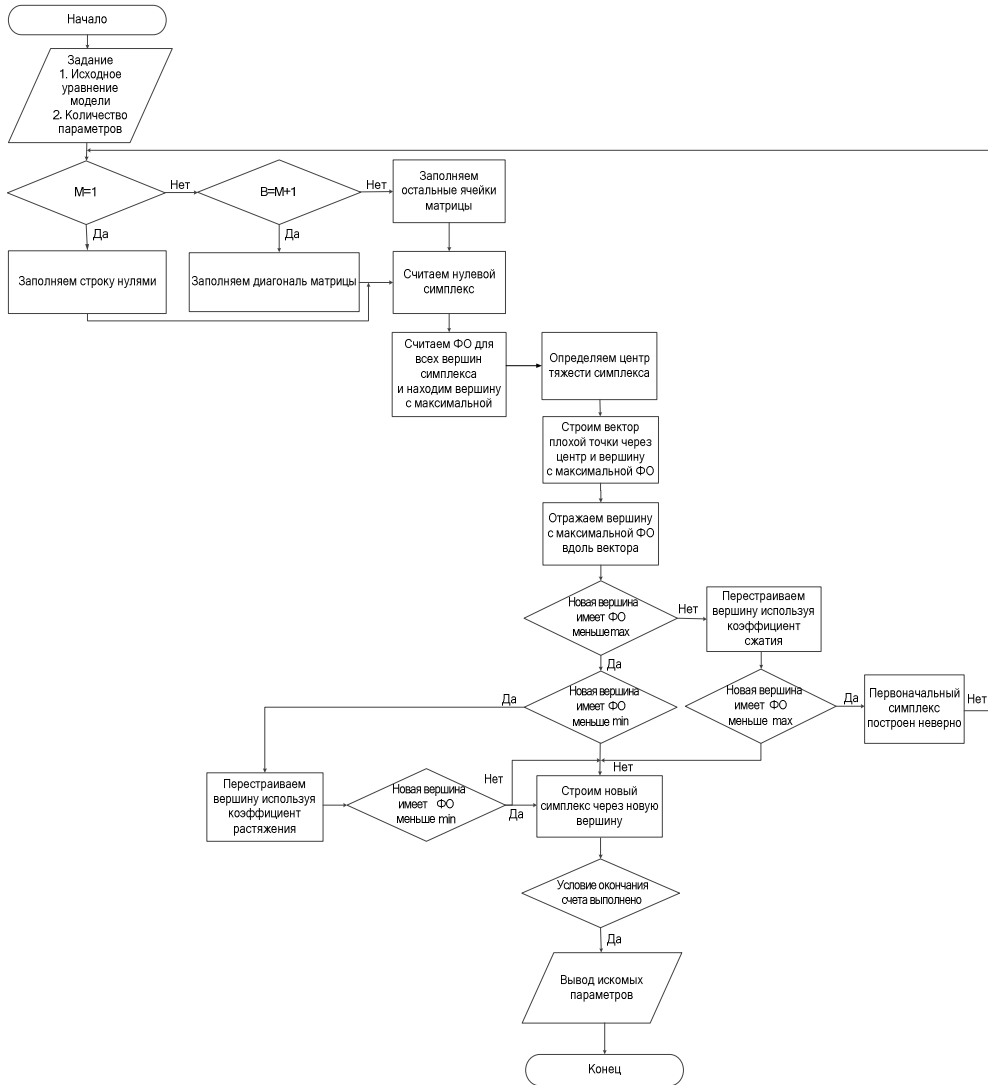 Начало
Задание
1. Исходное
уравнение
модели
2. Количество
параметров
M=1
Нет
B=M+1
Нет
Заполняем
остальные ячейки
матрицы
Да
Да
Заполняем строку нулями
Заполняем диагональ матрицы
Считаем нулевой
симплекс
Считаем ФО для
всех вершин
симплекса
и находим вершину
с максимальной
Определяем центр
тяжести симплекса
Строим вектор
плохой точки через
центр и вершину
с максимальной ФО
Отражаем вершину
с максимальной ФО
вдоль вектора
Новая вершина
имеет ФО
меньше max
Нет
Перестраиваем
вершину используя
коэффициент
сжатия
Да
Да
Новая вершина
имеет ФО
меньше min
Новая вершина
имеет ФО
меньше max
Да
Первоначальный
симплекс
построен неверно
Нет
Нет
Перестраиваем
вершину используя
коэффициент
растяжения
Новая вершина
имеет ФО
меньше min
Нет
Да
Строим новый
симплекс через новую
вершину
Условие окончания
счета выполнено
Да
Вывод искомых
параметров
Конец